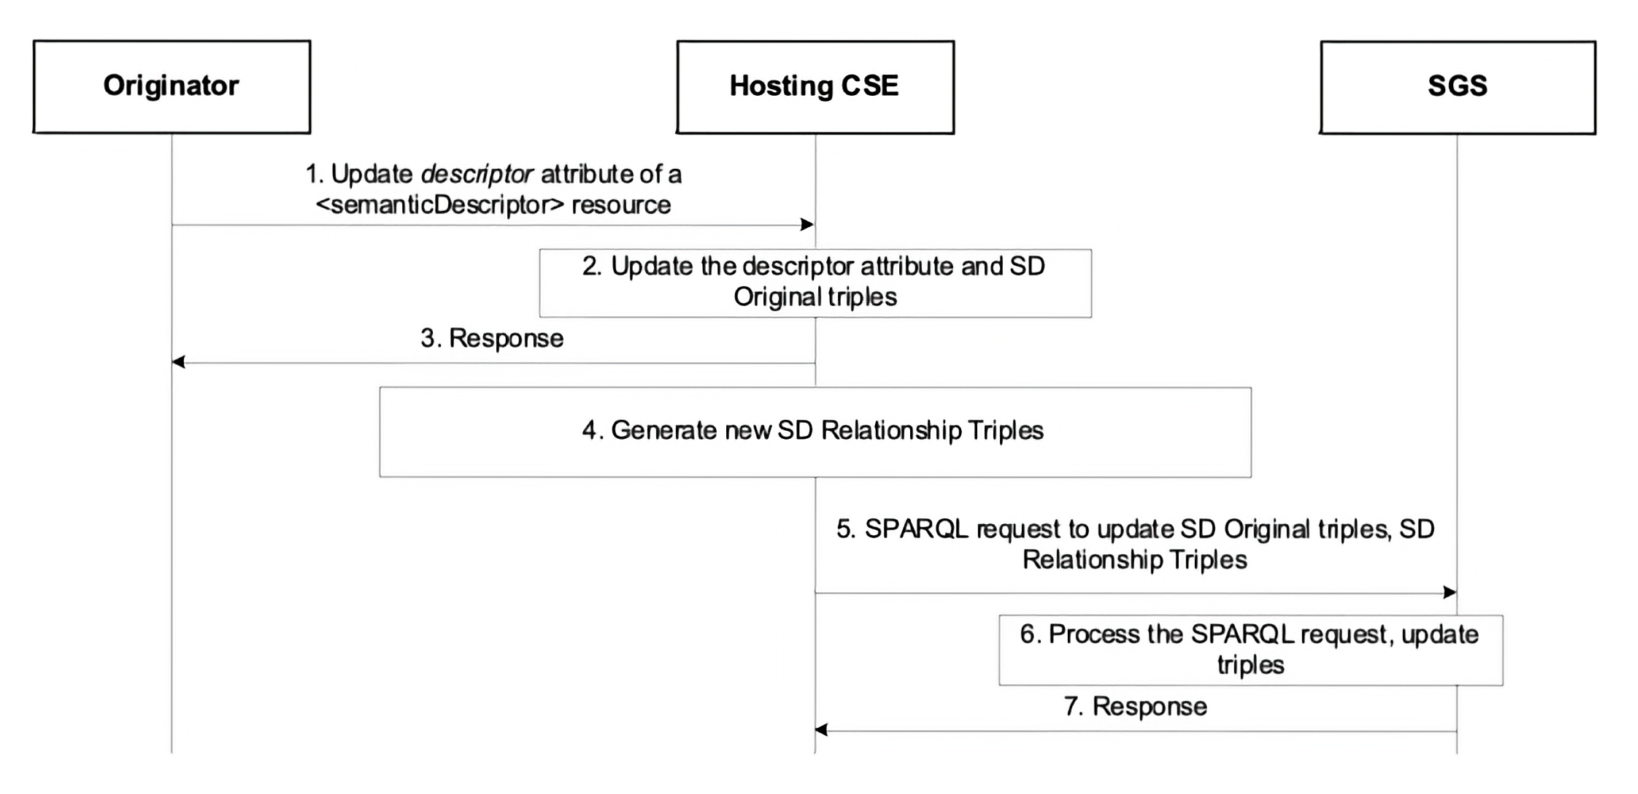 Originator
Hosting CSE
SGS
1. Update descriptor attribute of a
<semanticDescriptor> resource
2. Update the descriptor attribute and SD
Original triples
3. Response
4. Generate new SD Relationship Triples
5. SPARQL request to update SD Original triples, SD
Relationship Triples
6. Process the SPARQL request, update
triples
7. Response